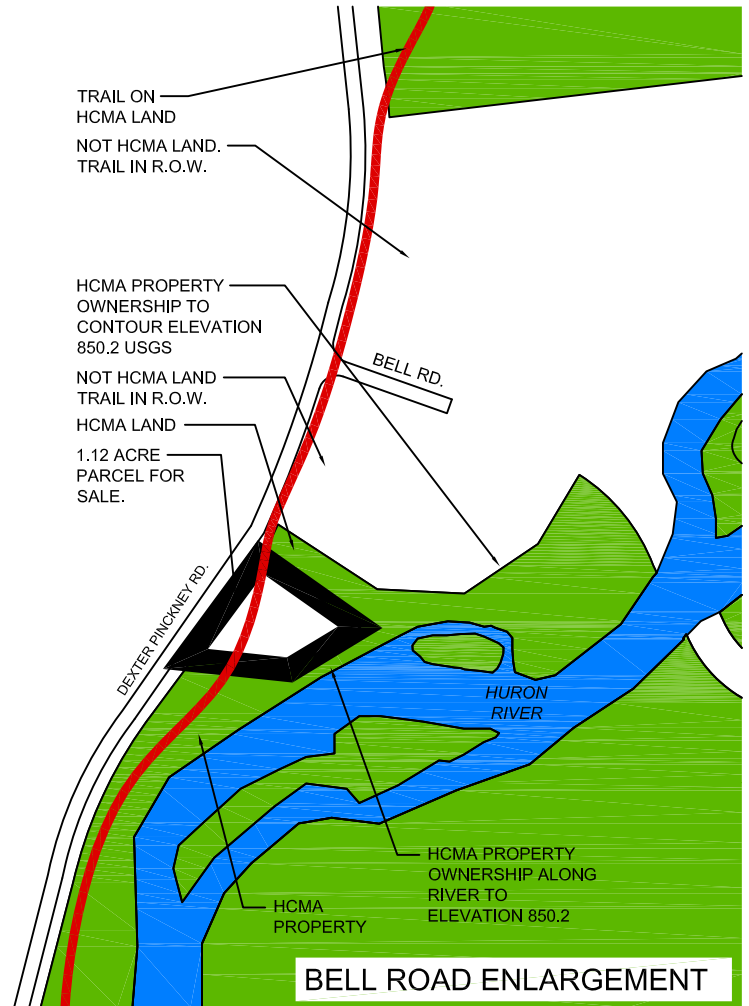 TRAIL ON
HCMA LAND
NOT HCMA LAND.
TRAIL IN R.O.W.
HCMA PROPERTY
OWNERSHIP TO
CONTOUR ELEVATION
850.2 USGS
BELL RD.
NOT HCMA LAND
TRAIL IN R.O.W.
HCMA LAND
1.12 ACRE
PARCEL FOR
SALE.
DEXTER PINCKNEY RD.
HURON
RIVER
HCMA PROPERTY
OWNERSHIP ALONG
RIVER TO
ELEVATION 850.2
HCMA
PROPERTY
BELL ROAD ENLARGEMENT